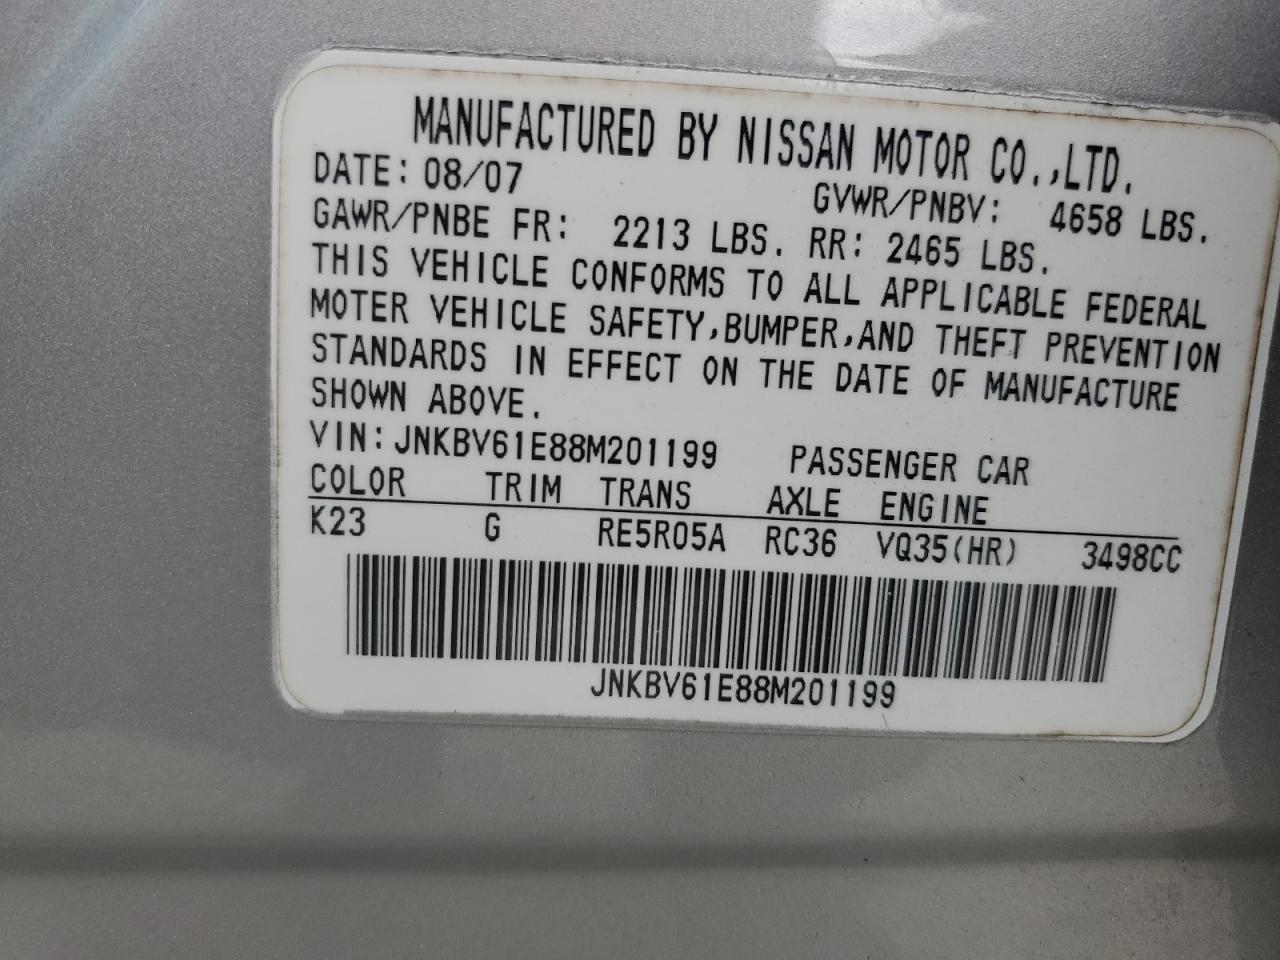 MANUFACTURED BY NISSAN MOTOR CO.,LTD.
DATE: 08/07 GVWR/PNBV: 4658 LBS.
GAWR/PNBE FR: 2213 LBS. RR: 2465 LBS.
THIS VEHICLE CONFORMS TO ALL APPLICABLE FEDERAL
MOTER VEHICLE SAFETY,BUMPER,AND THEFT PREVENTION
STANDARDS IN EFFECT ON THE DATE OF MANUFACTURE
SHOWN ABOVE.
VIN: JNKBV61E88M201199 PASSENGER CAR
COLOR TRIM TRANS AXLE ENGINE
K23 G RE5R05A RC36 VQ35(HR) 3498CC
JNKBV61E88M201199